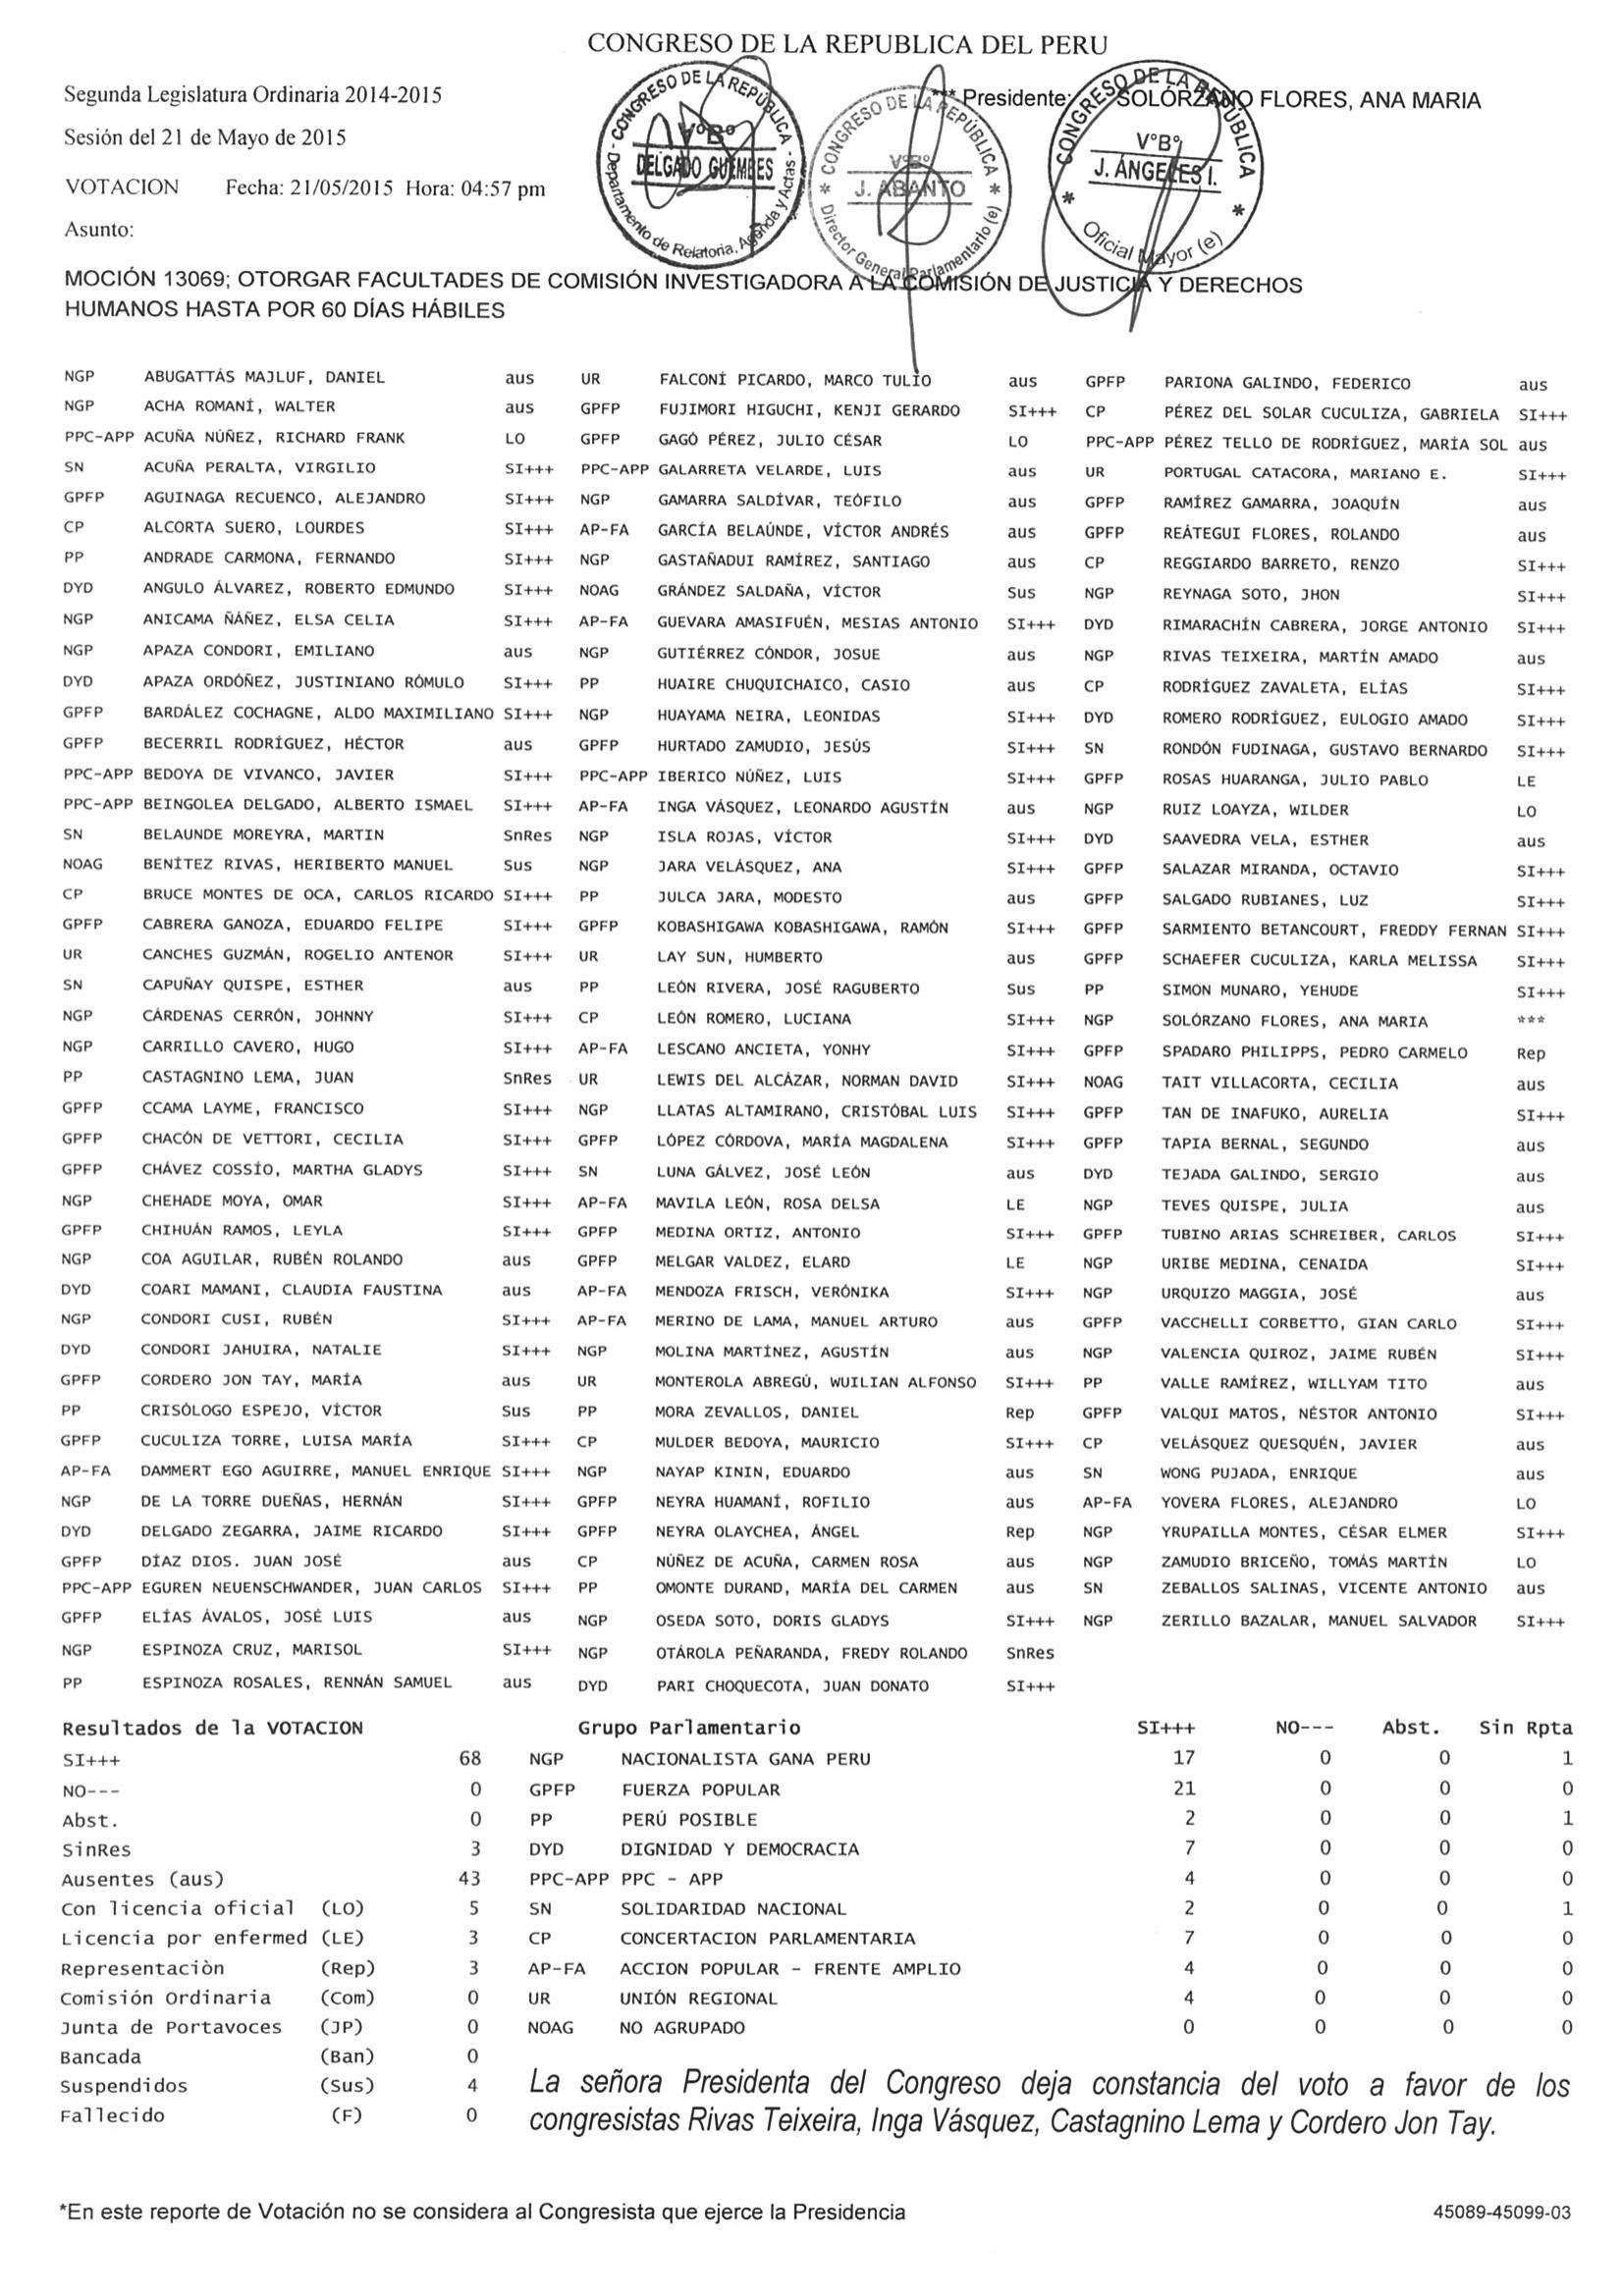 CONGRESO DE LA REPUBLICA DEL PERU
Segunda Legislatura Ordinaria 2014-2015
*** Presidente: SOLÓRZANO FLORES, ANA MARIA
Sesión del 21 de Mayo de 2015
VOTACION Fecha: 21/05/2015 Hora: 04:57 pm
Asunto:
- CONGRESO DE LA REPÚBLICA -
V°B°
DELGADO GUEMBES
Departamento de Relatoria, Agenda y Actas
* CONGRESO DE LA REPÚBLICA *
V°B°
J. ABANTO
Director General Parlamentario (e)
* CONGRESO DE LA REPÚBLICA *
V°B°
J. ÁNGELES I.
Oficial Mayor (e)
MOCIÓN 13069; OTORGAR FACULTADES DE COMISIÓN INVESTIGADORA A LA COMISIÓN DE JUSTICIA Y DERECHOS
HUMANOS HASTA POR 60 DÍAS HÁBILES
NGP ABUGATTÁS MAJLUF, DANIEL aus UR FALCONÍ PICARDO, MARCO TULIO aus GPFP PARIONA GALINDO, FEDERICO aus
NGP ACHA ROMANÍ, WALTER aus GPFP FUJIMORI HIGUCHI, KENJI GERARDO SI+++ CP PÉREZ DEL SOLAR CUCULIZA, GABRIELA SI+++
PPC-APP ACUÑA NÚÑEZ, RICHARD FRANK LO GPFP GAGÓ PÉREZ, JULIO CÉSAR LO PPC-APP PÉREZ TELLO DE RODRÍGUEZ, MARÍA SOL aus
SN ACUÑA PERALTA, VIRGILIO SI+++ PPC-APP GALARRETA VELARDE, LUIS aus UR PORTUGAL CATACORA, MARIANO E. SI+++
GPFP AGUINAGA RECUENCO, ALEJANDRO SI+++ NGP GAMARRA SALDÍVAR, TEÓFILO aus GPFP RAMÍREZ GAMARRA, JOAQUÍN aus
CP ALCORTA SUERO, LOURDES SI+++ AP-FA GARCÍA BELAÚNDE, VÍCTOR ANDRÉS aus GPFP REÁTEGUI FLORES, ROLANDO aus
PP ANDRADE CARMONA, FERNANDO SI+++ NGP GASTAÑADUI RAMÍREZ, SANTIAGO aus CP REGGIARDO BARRETO, RENZO SI+++
DYD ANGULO ÁLVAREZ, ROBERTO EDMUNDO SI+++ NOAG GRÁNDEZ SALDAÑA, VÍCTOR Sus NGP REYNAGA SOTO, JHON SI+++
NGP ANICAMA ÑÁÑEZ, ELSA CELIA SI+++ AP-FA GUEVARA AMASIFUÉN, MESIAS ANTONIO SI+++ DYD RIMARACHÍN CABRERA, JORGE ANTONIO SI+++
NGP APAZA CONDORI, EMILIANO aus NGP GUTIÉRREZ CÓNDOR, JOSUE aus NGP RIVAS TEIXEIRA, MARTÍN AMADO aus
DYD APAZA ORDÓÑEZ, JUSTINIANO RÓMULO SI+++ PP HUAIRE CHUQUICHAICO, CASIO aus CP RODRÍGUEZ ZAVALETA, ELÍAS SI+++
GPFP BARDÁLEZ COCHAGNE, ALDO MAXIMILIANO SI+++ NGP HUAYAMA NEIRA, LEONIDAS SI+++ DYD ROMERO RODRÍGUEZ, EULOGIO AMADO SI+++
GPFP BECERRIL RODRÍGUEZ, HÉCTOR aus GPFP HURTADO ZAMUDIO, JESÚS SI+++ SN RONDÓN FUDINAGA, GUSTAVO BERNARDO SI+++
PPC-APP BEDOYA DE VIVANCO, JAVIER SI+++ PPC-APP IBERICO NÚÑEZ, LUIS SI+++ GPFP ROSAS HUARANGA, JULIO PABLO LE
PPC-APP BEINGOLEA DELGADO, ALBERTO ISMAEL SI+++ AP-FA INGA VÁSQUEZ, LEONARDO AGUSTÍN aus NGP RUIZ LOAYZA, WILDER LO
SN BELAUNDE MOREYRA, MARTIN SnRes NGP ISLA ROJAS, VÍCTOR SI+++ DYD SAAVEDRA VELA, ESTHER aus
NOAG BENÍTEZ RIVAS, HERIBERTO MANUEL Sus NGP JARA VELÁSQUEZ, ANA SI+++ GPFP SALAZAR MIRANDA, OCTAVIO SI+++
CP BRUCE MONTES DE OCA, CARLOS RICARDO SI+++ PP JULCA JARA, MODESTO aus GPFP SALGADO RUBIANES, LUZ SI+++
GPFP CABRERA GANOZA, EDUARDO FELIPE SI+++ GPFP KOBASHIGAWA KOBASHIGAWA, RAMÓN SI+++ GPFP SARMIENTO BETANCOURT, FREDDY FERNAN SI+++
UR CANCHES GUZMÁN, ROGELIO ANTENOR SI+++ UR LAY SUN, HUMBERTO aus GPFP SCHAEFER CUCULIZA, KARLA MELISSA SI+++
SN CAPUÑAY QUISPE, ESTHER aus PP LEÓN RIVERA, JOSÉ RAGUBERTO Sus PP SIMON MUNARO, YEHUDE SI+++
NGP CÁRDENAS CERRÓN, JOHNNY SI+++ CP LEÓN ROMERO, LUCIANA SI+++ NGP SOLÓRZANO FLORES, ANA MARIA ***
NGP CARRILLO CAVERO, HUGO SI+++ AP-FA LESCANO ANCIETA, YONHY SI+++ GPFP SPADARO PHILIPPS, PEDRO CARMELO Rep
PP CASTAGNINO LEMA, JUAN SnRes UR LEWIS DEL ALCÁZAR, NORMAN DAVID SI+++ NOAG TAIT VILLACORTA, CECILIA aus
GPFP CCAMA LAYME, FRANCISCO SI+++ NGP LLATAS ALTAMIRANO, CRISTÓBAL LUIS SI+++ GPFP TAN DE INAFUKO, AURELIA SI+++
GPFP CHACÓN DE VETTORI, CECILIA SI+++ GPFP LÓPEZ CÓRDOVA, MARÍA MAGDALENA SI+++ GPFP TAPIA BERNAL, SEGUNDO aus
GPFP CHÁVEZ COSSÍO, MARTHA GLADYS SI+++ SN LUNA GÁLVEZ, JOSÉ LEÓN aus DYD TEJADA GALINDO, SERGIO aus
NGP CHEHADE MOYA, OMAR SI+++ AP-FA MAVILA LEÓN, ROSA DELSA LE NGP TEVES QUISPE, JULIA aus
GPFP CHIHUÁN RAMOS, LEYLA SI+++ GPFP MEDINA ORTIZ, ANTONIO SI+++ GPFP TUBINO ARIAS SCHREIBER, CARLOS SI+++
NGP COA AGUILAR, RUBÉN ROLANDO aus GPFP MELGAR VALDEZ, ELARD LE NGP URIBE MEDINA, CENAIDA SI+++
DYD COARI MAMANI, CLAUDIA FAUSTINA aus AP-FA MENDOZA FRISCH, VERÓNIKA SI+++ NGP URQUIZO MAGGIA, JOSÉ aus
NGP CONDORI CUSI, RUBÉN SI+++ AP-FA MERINO DE LAMA, MANUEL ARTURO aus GPFP VACCHELLI CORBETTO, GIAN CARLO SI+++
DYD CONDORI JAHUIRA, NATALIE SI+++ NGP MOLINA MARTÍNEZ, AGUSTÍN aus NGP VALENCIA QUIROZ, JAIME RUBÉN SI+++
GPFP CORDERO JON TAY, MARÍA aus UR MONTEROLA ABREGÚ, WUILIAN ALFONSO SI+++ PP VALLE RAMÍREZ, WILLYAM TITO aus
PP CRISÓLOGO ESPEJO, VÍCTOR Sus PP MORA ZEVALLOS, DANIEL Rep GPFP VALQUI MATOS, NÉSTOR ANTONIO SI+++
GPFP CUCULIZA TORRE, LUISA MARÍA SI+++ CP MULDER BEDOYA, MAURICIO SI+++ CP VELÁSQUEZ QUESQUÉN, JAVIER aus
AP-FA DAMMERT EGO AGUIRRE, MANUEL ENRIQUE SI+++ NGP NAYAP KININ, EDUARDO aus SN WONG PUJADA, ENRIQUE aus
NGP DE LA TORRE DUEÑAS, HERNÁN SI+++ GPFP NEYRA HUAMANÍ, ROFILIO aus AP-FA YOVERA FLORES, ALEJANDRO LO
DYD DELGADO ZEGARRA, JAIME RICARDO SI+++ GPFP NEYRA OLAYCHEA, ÁNGEL Rep NGP YRUPAILLA MONTES, CÉSAR ELMER SI+++
GPFP DÍAZ DIOS. JUAN JOSÉ aus CP NÚÑEZ DE ACUÑA, CARMEN ROSA aus NGP ZAMUDIO BRICEÑO, TOMÁS MARTÍN LO
PPC-APP EGUREN NEUENSCHWANDER, JUAN CARLOS SI+++ PP OMONTE DURAND, MARÍA DEL CARMEN aus SN ZEBALLOS SALINAS, VICENTE ANTONIO aus
GPFP ELÍAS ÁVALOS, JOSÉ LUIS aus NGP OSEDA SOTO, DORIS GLADYS SI+++ NGP ZERILLO BAZALAR, MANUEL SALVADOR SI+++
NGP ESPINOZA CRUZ, MARISOL SI+++ NGP OTÁROLA PEÑARANDA, FREDY ROLANDO SnRes
PP ESPINOZA ROSALES, RENNÁN SAMUEL aus DYD PARI CHOQUECOTA, JUAN DONATO SI+++
Resultados de la VOTACION Grupo Parlamentario SI+++ NO--- Abst. Sin Rpta
SI+++ 68 NGP NACIONALISTA GANA PERU 17 0 0 1
NO--- 0 GPFP FUERZA POPULAR 21 0 0 0
Abst. 0 PP PERÚ POSIBLE 2 0 0 1
SinRes 3 DYD DIGNIDAD Y DEMOCRACIA 7 0 0 0
Ausentes (aus) 43 PPC-APP PPC - APP 4 0 0 0
Con licencia oficial (LO) 5 SN SOLIDARIDAD NACIONAL 2 0 0 1
Licencia por enfermed (LE) 3 CP CONCERTACION PARLAMENTARIA 7 0 0 0
Representaciòn (Rep) 3 AP-FA ACCION POPULAR - FRENTE AMPLIO 4 0 0 0
Comisión Ordinaria (Com) 0 UR UNIÓN REGIONAL 4 0 0 0
Junta de Portavoces (JP) 0 NOAG NO AGRUPADO 0 0 0 0
Bancada (Ban) 0
Suspendidos (Sus) 4
Fallecido (F) 0
La señora Presidenta del Congreso deja constancia del voto a favor de los
congresistas Rivas Teixeira, Inga Vásquez, Castagnino Lema y Cordero Jon Tay.
*En este reporte de Votación no se considera al Congresista que ejerce la Presidencia 45089-45099-03